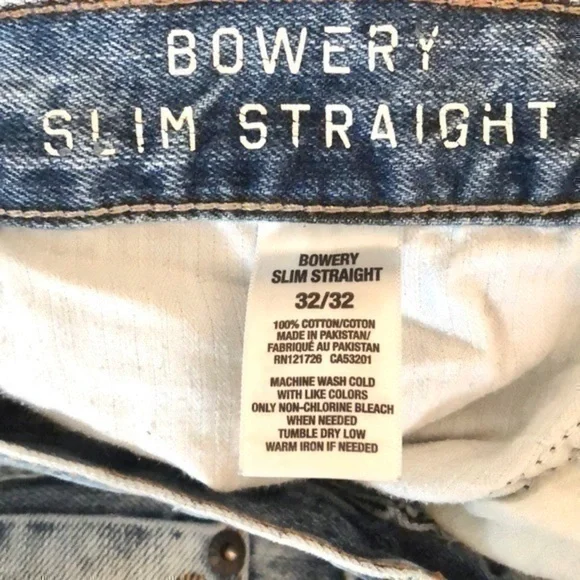 BOWERY
SLIM STRAIGHT
BOWERY
SLIM STRAIGHT
32/32
100% COTTON/COTON
MADE IN PAKISTAN/
FABRIQUÉ AU PAKISTAN
RN121726 CA53201
MACHINE WASH COLD
WITH LIKE COLORS
ONLY NON-CHLORINE BLEACH
WHEN NEEDED
TUMBLE DRY LOW
WARM IRON IF NEEDED